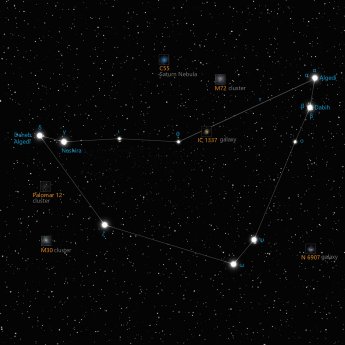 C55
Saturn Nebula
M72 cluster
α
α Algedi
β Dabih
β
θ
IC 1337 galaxy
Deneb
Algedi
γ
Nashira
Palomar 12
cluster
ζ
M30 cluster
ψ
ω
N 6907 galaxy